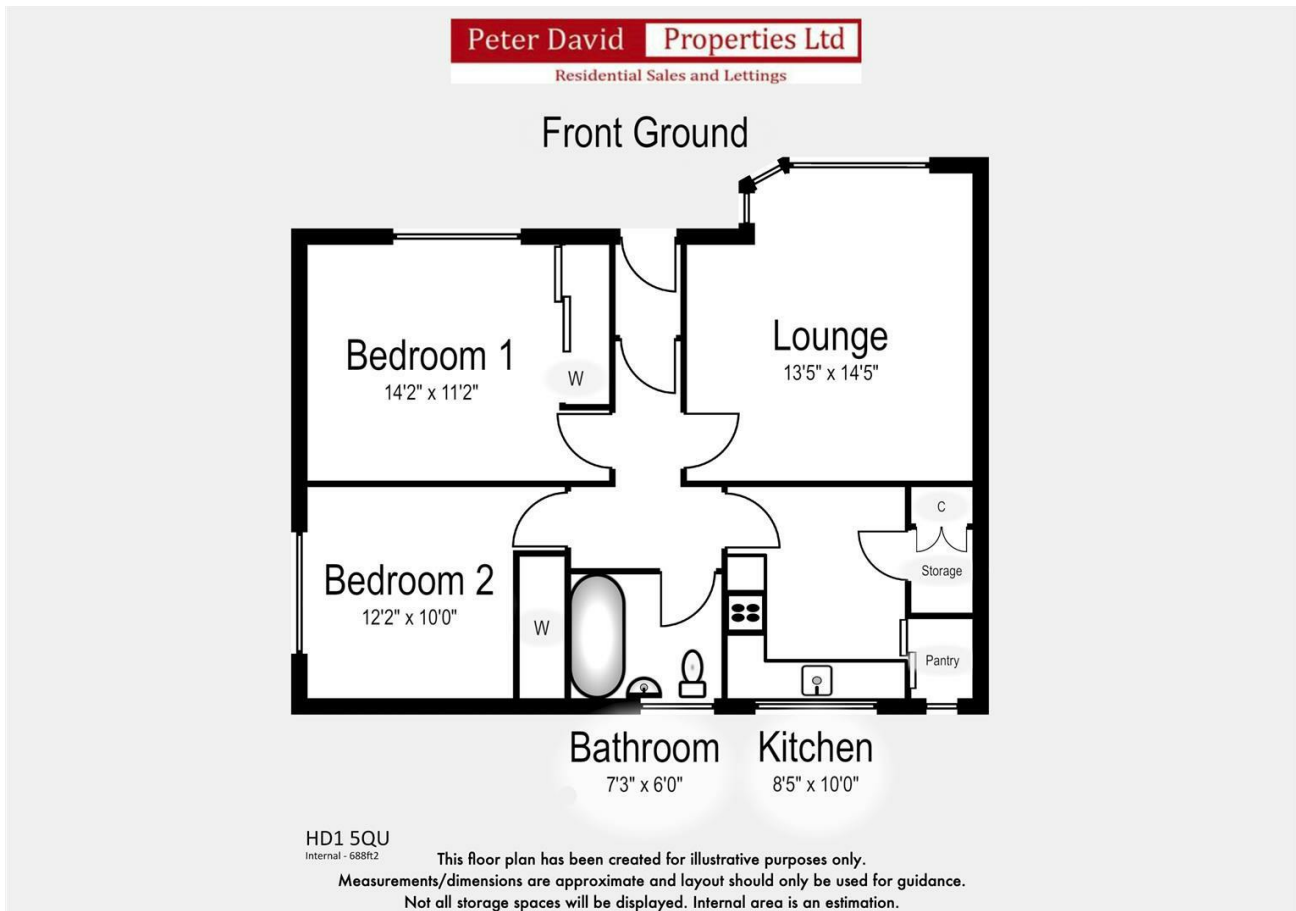 Peter David Properties Ltd
Residential Sales and Lettings
Front Ground
Bedroom 1
14'2" x 11'2"
W
Lounge
13'5" x 14'5"
Bedroom 2
12'2" x 10'0"
W
C
Storage
Pantry
Bathroom
7'3" x 6'0"
Kitchen
8'5" x 10'0"
HD1 5QU
Internal - 688ft2
This floor plan has been created for illustrative purposes only.
Measurements/dimensions are approximate and layout should only be used for guidance.
Not all storage spaces will be displayed. Internal area is an estimation.